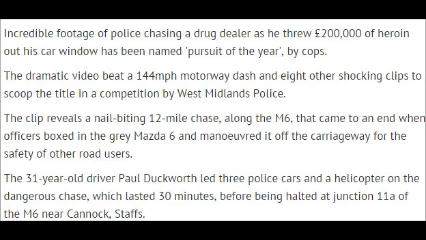 Incredible footage of police chasing a drug dealer as he threw £200,000 of heroin
out his car window has been named 'pursuit of the year', by cops.
The dramatic video beat a 144mph motorway dash and eight other shocking clips to
scoop the title in a competition by West Midlands Police.
The clip reveals a nail-biting 12-mile chase, along the M6, that came to an end when
officers boxed in the grey Mazda 6 and manoeuvred it off the carriageway for the
safety of other road users.
The 31-year-old driver Paul Duckworth led three police cars and a helicopter on the
dangerous chase, which lasted 30 minutes, before being halted at junction 11a of
the M6 near Cannock, Staffs.